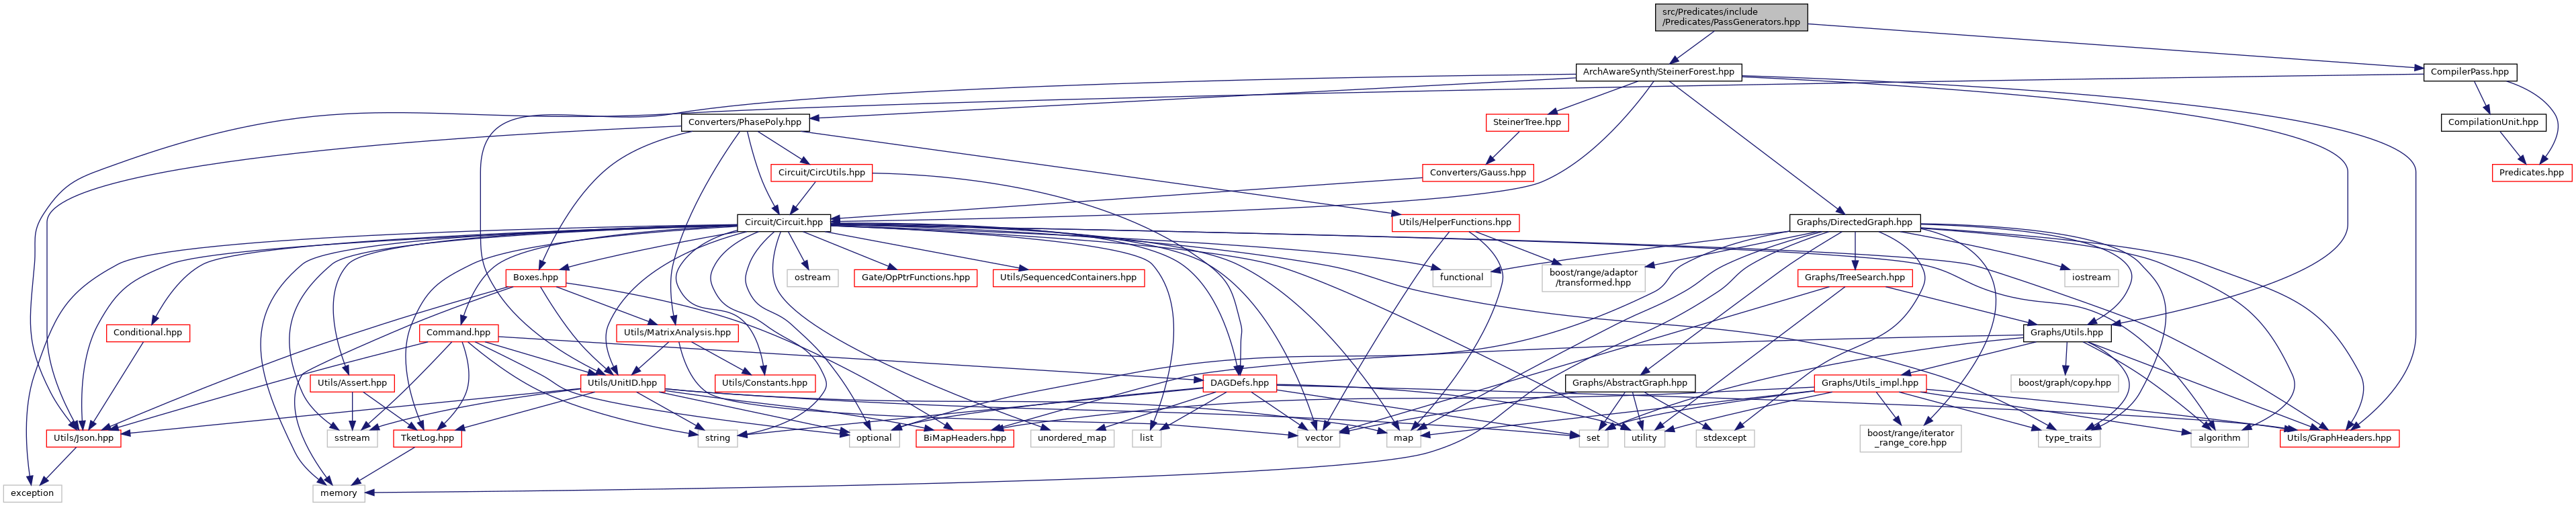 src/Predicates/include
/Predicates/PassGenerators.hpp
ArchAwareSynth/SteinerForest.hpp
CompilerPass.hpp
Converters/PhasePoly.hpp
SteinerTree.hpp
CompilationUnit.hpp
Circuit/CircUtils.hpp
Converters/Gauss.hpp
Predicates.hpp
Circuit/Circuit.hpp
Utils/HelperFunctions.hpp
Graphs/DirectedGraph.hpp
Boxes.hpp
ostream
Gate/OpPtrFunctions.hpp
Utils/SequencedContainers.hpp
functional
boost/range/adaptor
/transformed.hpp
Graphs/TreeSearch.hpp
iostream
Conditional.hpp
Command.hpp
Utils/MatrixAnalysis.hpp
Graphs/Utils.hpp
Utils/Assert.hpp
Utils/UnitID.hpp
Utils/Constants.hpp
DAGDefs.hpp
Graphs/AbstractGraph.hpp
Graphs/Utils_impl.hpp
boost/graph/copy.hpp
Utils/Json.hpp
sstream
TketLog.hpp
string
optional
BiMapHeaders.hpp
unordered_map
list
vector
map
set
utility
stdexcept
boost/range/iterator
_range_core.hpp
type_traits
algorithm
Utils/GraphHeaders.hpp
exception
memory